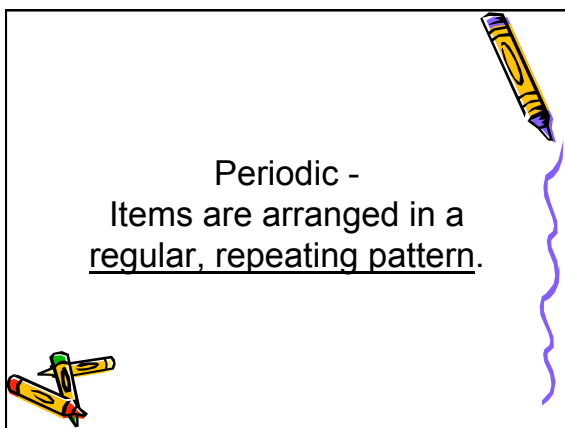 Periodic -
Items are arranged in a
regular, repeating pattern.